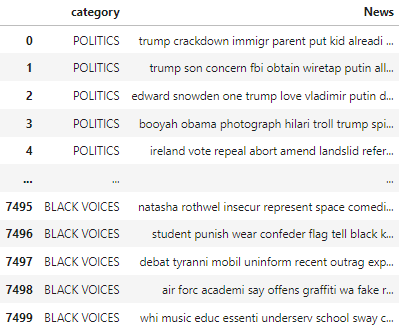 category News
0 POLITICS trump crackdown immigr parent put kid alreadi ...
1 POLITICS trump son concern fbi obtain wiretap putin all...
2 POLITICS edward snowden one trump love vladimir putin d...
3 POLITICS booyah obama photograph hilari troll trump spi...
4 POLITICS ireland vote repeal abort amend landslid refer...
... ... ...
7495 BLACK VOICES natasha rothwel insecur represent space comedi...
7496 BLACK VOICES student punish wear confeder flag tell black k...
7497 BLACK VOICES debat tyranni mobil uninform recent outrag exp...
7498 BLACK VOICES air forc academi say offens graffiti wa fake r...
7499 BLACK VOICES whi music educ essenti underserv school sway c...